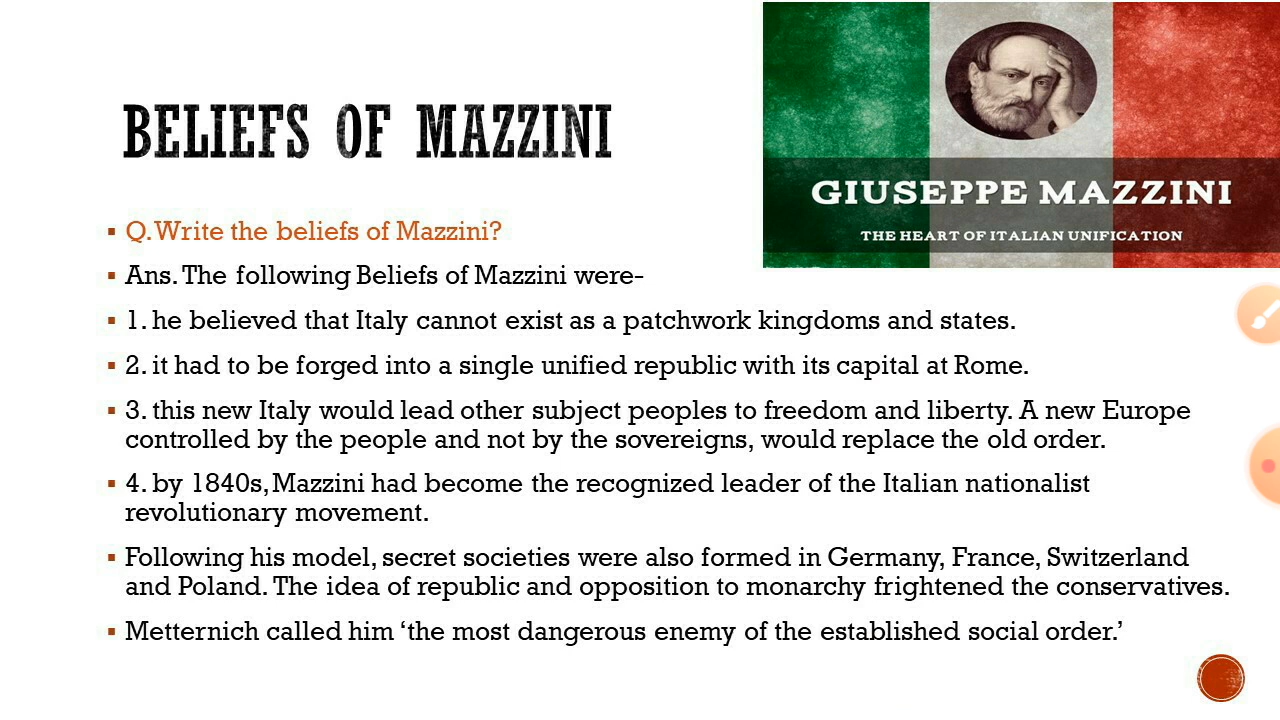 BELIEFS OF MAZZINI
GIUSEPPE MAZZINI
THE HEART OF ITALIAN UNIFICATION
Q. Write the beliefs of Mazzini?
Ans. The following Beliefs of Mazzini were-
1. he believed that Italy cannot exist as a patchwork kingdoms and states.
2. it had to be forged into a single unified republic with its capital at Rome.
3. this new Italy would lead other subject peoples to freedom and liberty. A new Europe
controlled by the people and not by the sovereigns, would replace the old order.
4. by 1840s, Mazzini had become the recognized leader of the Italian nationalist
revolutionary movement.
Following his model, secret societies were also formed in Germany, France, Switzerland
and Poland. The idea of republic and opposition to monarchy frightened the conservatives.
Metternich called him ‘the most dangerous enemy of the established social order.’